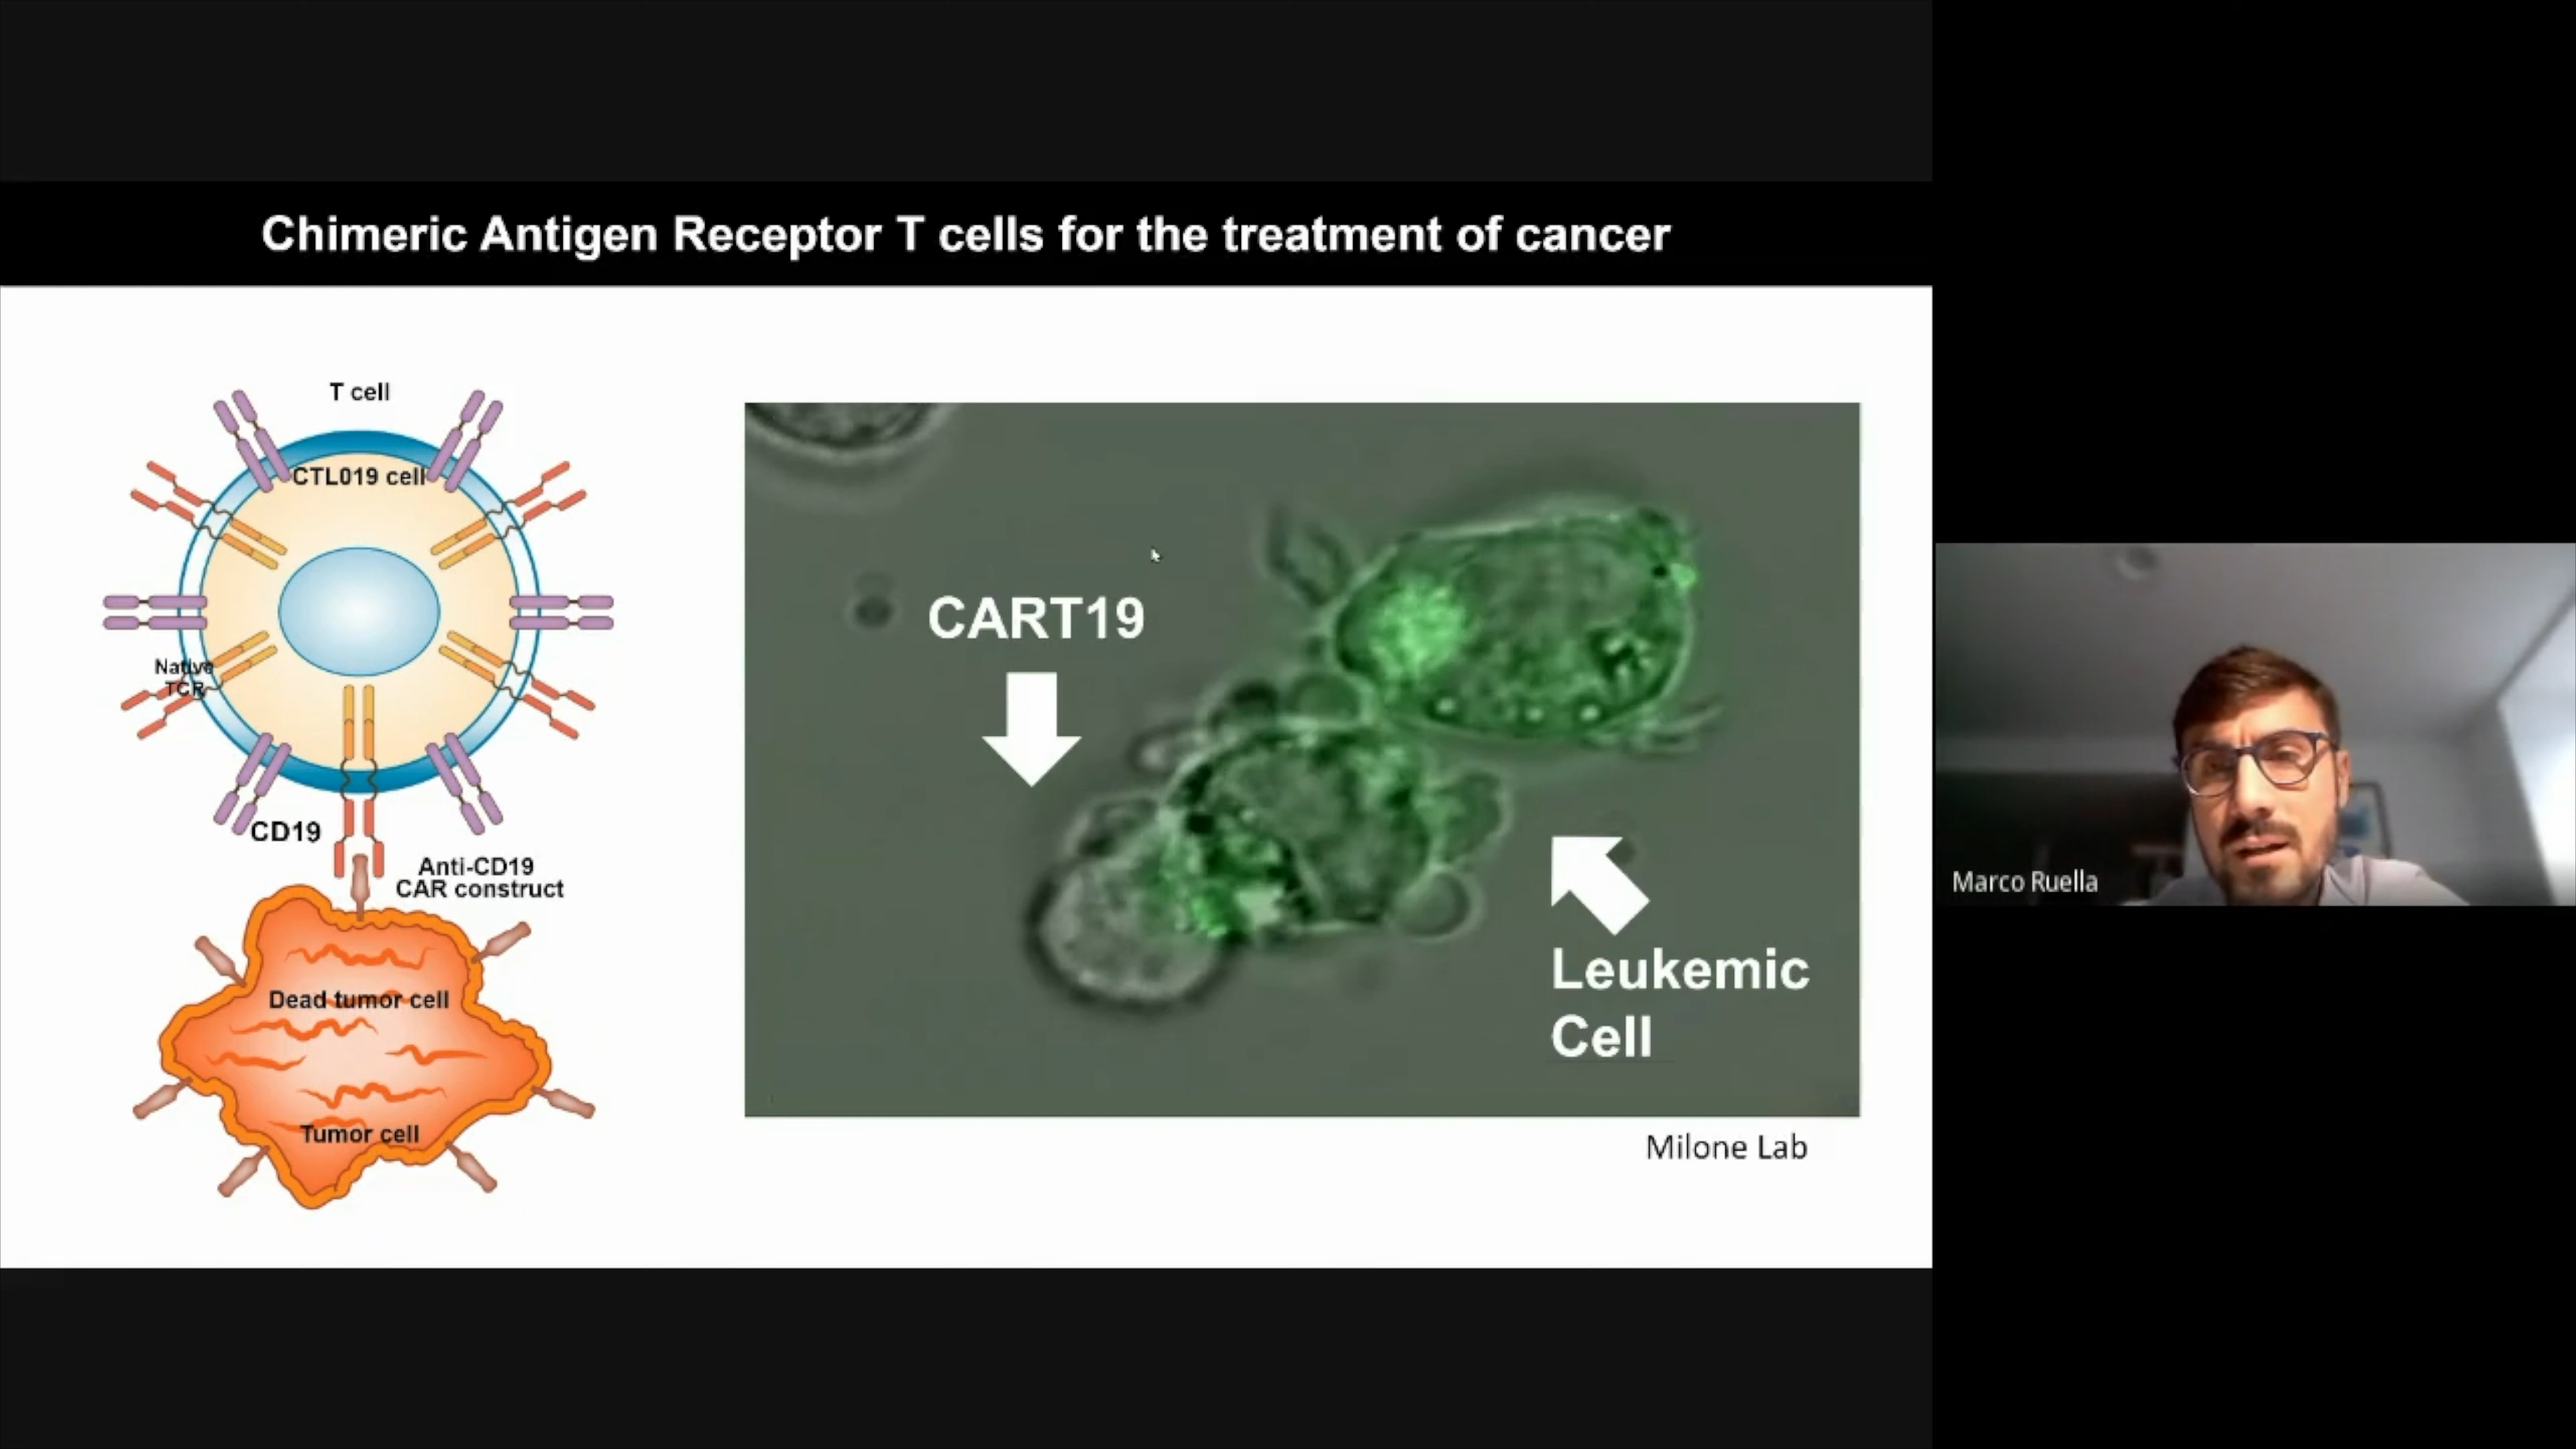 Chimeric Antigen Receptor T cells for the treatment of cancer
T cell
CTL019 cell
Native
TCR
CD19
Anti-CD19
CAR construct
Dead tumor cell
Tumor cell
CART19
Leukemic
Cell
Milone Lab
Marco Ruella